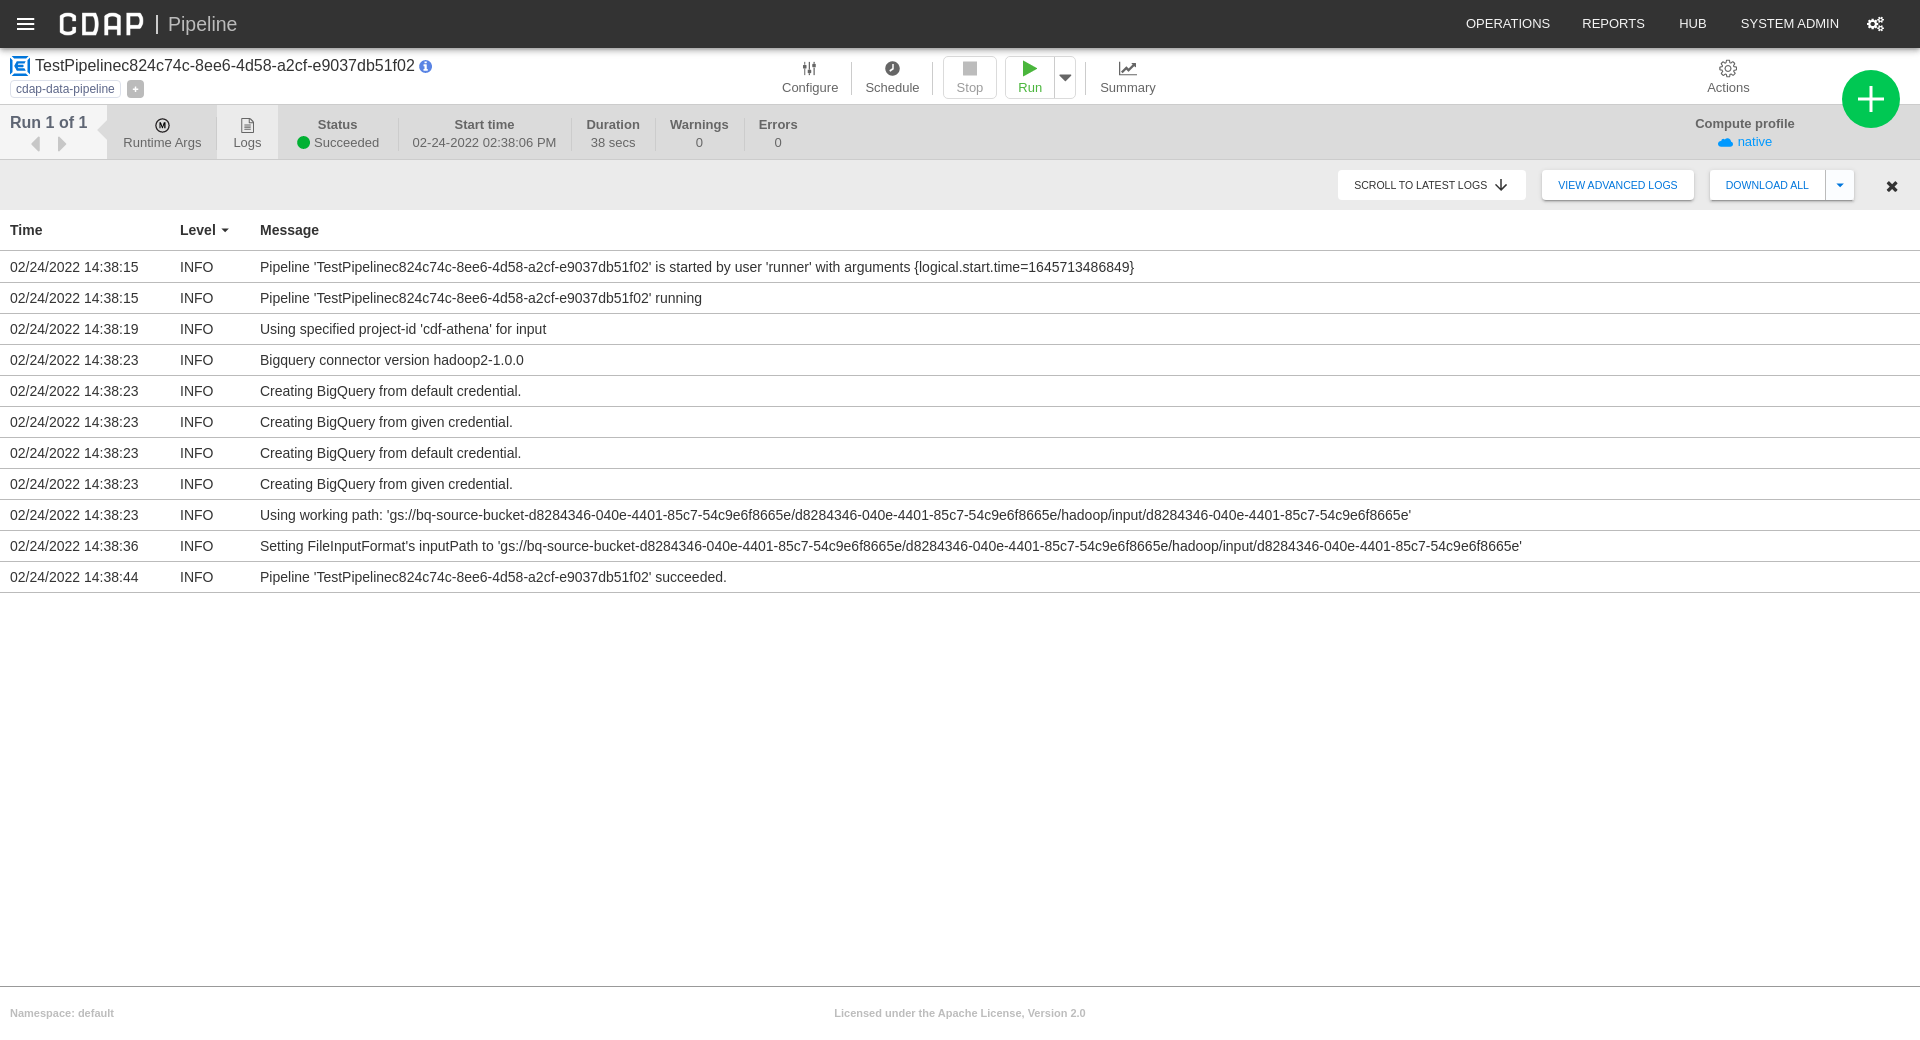 CDAP | Pipeline
OPERATIONS REPORTS HUB SYSTEM ADMIN
TestPipelinec824c74c-8ee6-4d58-a2cf-e9037db51f02
cdap-data-pipeline +
Configure Schedule Stop Run Summary Actions
Run 1 of 1
Runtime Args
Logs
Status
Succeeded
Start time
02-24-2022 02:38:06 PM
Duration
38 secs
Warnings
0
Errors
0
Compute profile
native
SCROLL TO LATEST LOGS VIEW ADVANCED LOGS DOWNLOAD ALL
Time Level Message
02/24/2022 14:38:15 INFO Pipeline 'TestPipelinec824c74c-8ee6-4d58-a2cf-e9037db51f02' is started by user 'runner' with arguments {logical.start.time=1645713486849}
02/24/2022 14:38:15 INFO Pipeline 'TestPipelinec824c74c-8ee6-4d58-a2cf-e9037db51f02' running
02/24/2022 14:38:19 INFO Using specified project-id 'cdf-athena' for input
02/24/2022 14:38:23 INFO Bigquery connector version hadoop2-1.0.0
02/24/2022 14:38:23 INFO Creating BigQuery from default credential.
02/24/2022 14:38:23 INFO Creating BigQuery from given credential.
02/24/2022 14:38:23 INFO Creating BigQuery from default credential.
02/24/2022 14:38:23 INFO Creating BigQuery from given credential.
02/24/2022 14:38:23 INFO Using working path: 'gs://bq-source-bucket-d8284346-040e-4401-85c7-54c9e6f8665e/d8284346-040e-4401-85c7-54c9e6f8665e/hadoop/input/d8284346-040e-4401-85c7-54c9e6f8665e'
02/24/2022 14:38:36 INFO Setting FileInputFormat's inputPath to 'gs://bq-source-bucket-d8284346-040e-4401-85c7-54c9e6f8665e/d8284346-040e-4401-85c7-54c9e6f8665e/hadoop/input/d8284346-040e-4401-85c7-54c9e6f8665e'
02/24/2022 14:38:44 INFO Pipeline 'TestPipelinec824c74c-8ee6-4d58-a2cf-e9037db51f02' succeeded.
Namespace: default
Licensed under the Apache License, Version 2.0